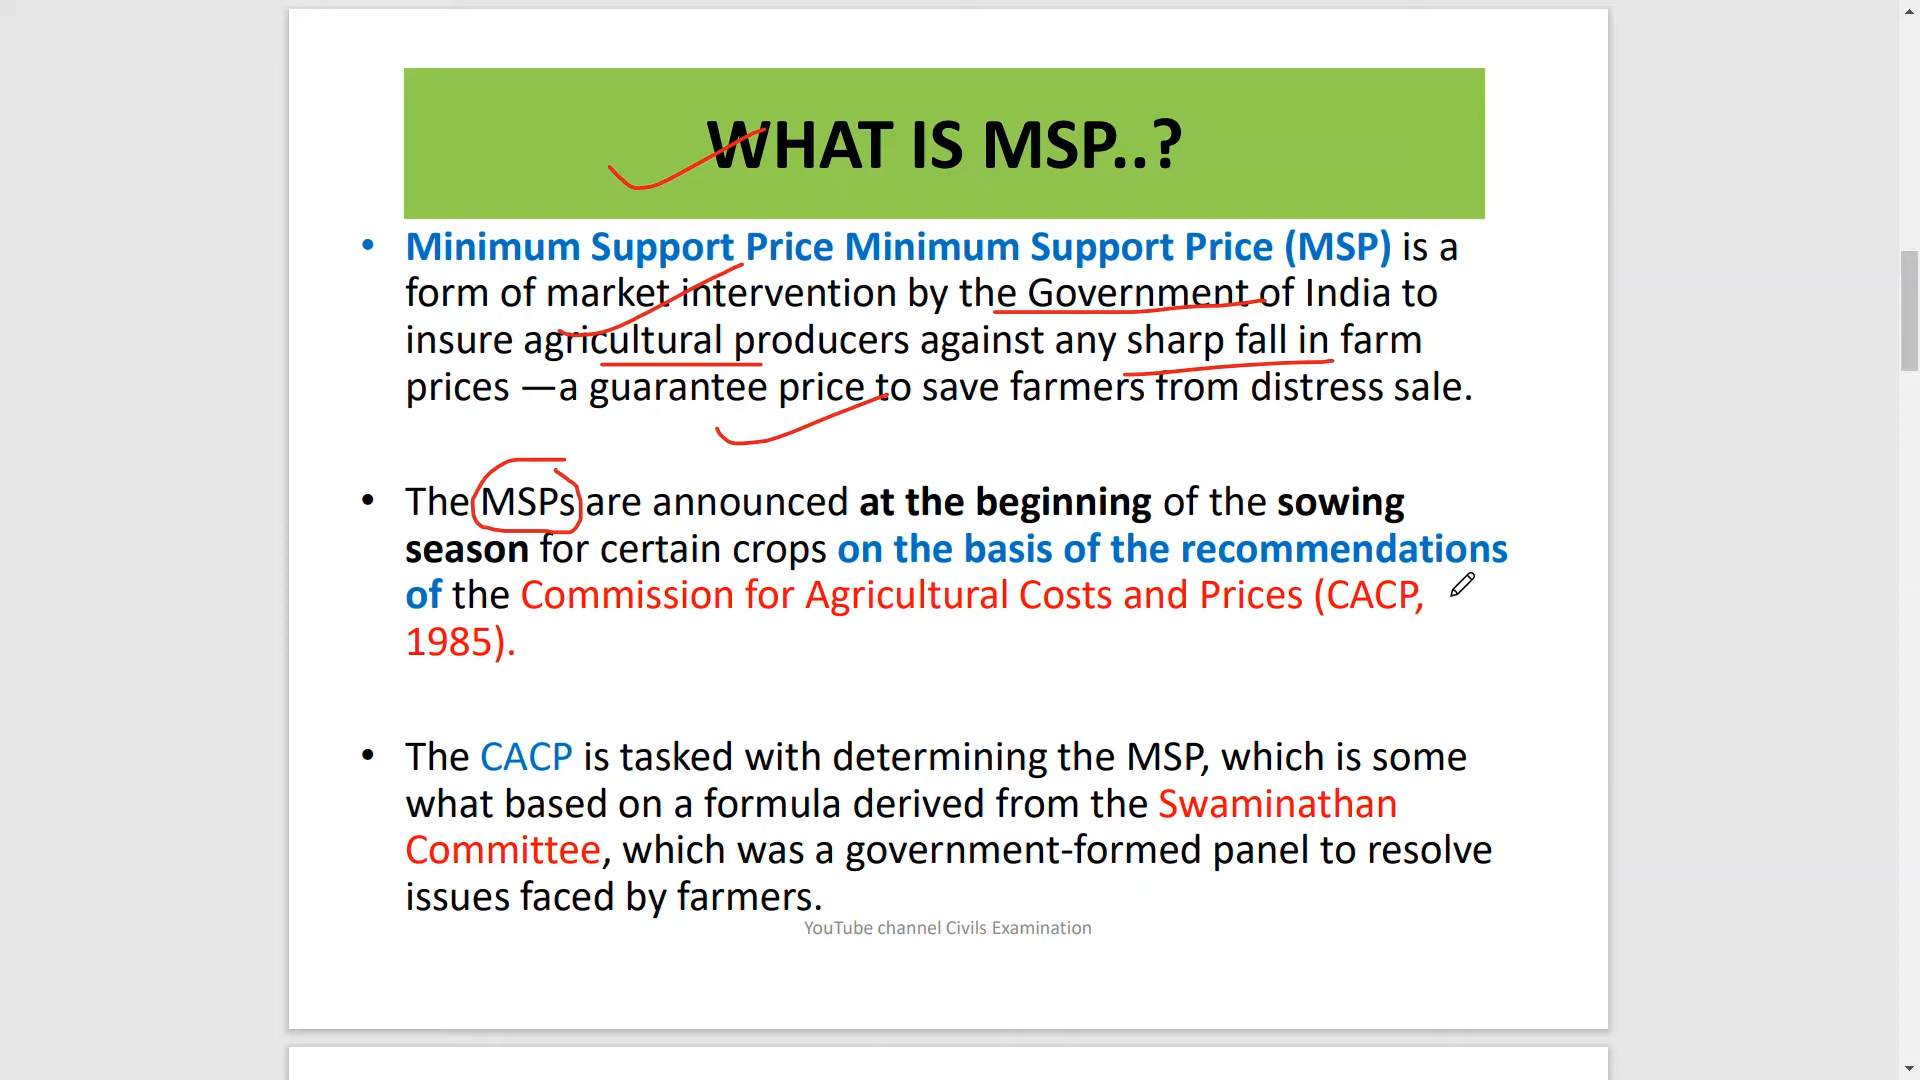 WHAT IS MSP..?
• Minimum Support Price Minimum Support Price (MSP) is a
form of market intervention by the Government of India to
insure agricultural producers against any sharp fall in farm
prices —a guarantee price to save farmers from distress sale.
• The MSPs are announced at the beginning of the sowing
season for certain crops on the basis of the recommendations
of the Commission for Agricultural Costs and Prices (CACP,
1985).
• The CACP is tasked with determining the MSP, which is some
what based on a formula derived from the Swaminathan
Committee, which was a government-formed panel to resolve
issues faced by farmers.
YouTube channel Civils Examination